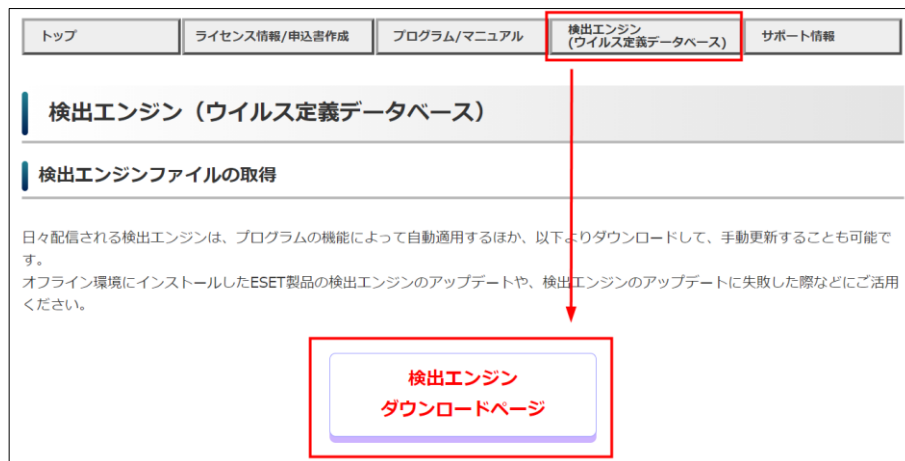 トップ
ライセンス情報/申込書作成
プログラム/マニュアル
検出エンジン
(ウイルス定義データベース)
サポート情報
検出エンジン（ウイルス定義データベース）
検出エンジンファイルの取得
日々配信される検出エンジンは、プログラムの機能によって自動適用するほか、以下よりダウンロードして、手動更新することも可能で
す。
オフライン環境にインストールしたESET製品の検出エンジンのアップデートや、検出エンジンのアップデートに失敗した際などにご活用
ください。
検出エンジン
ダウンロードページ